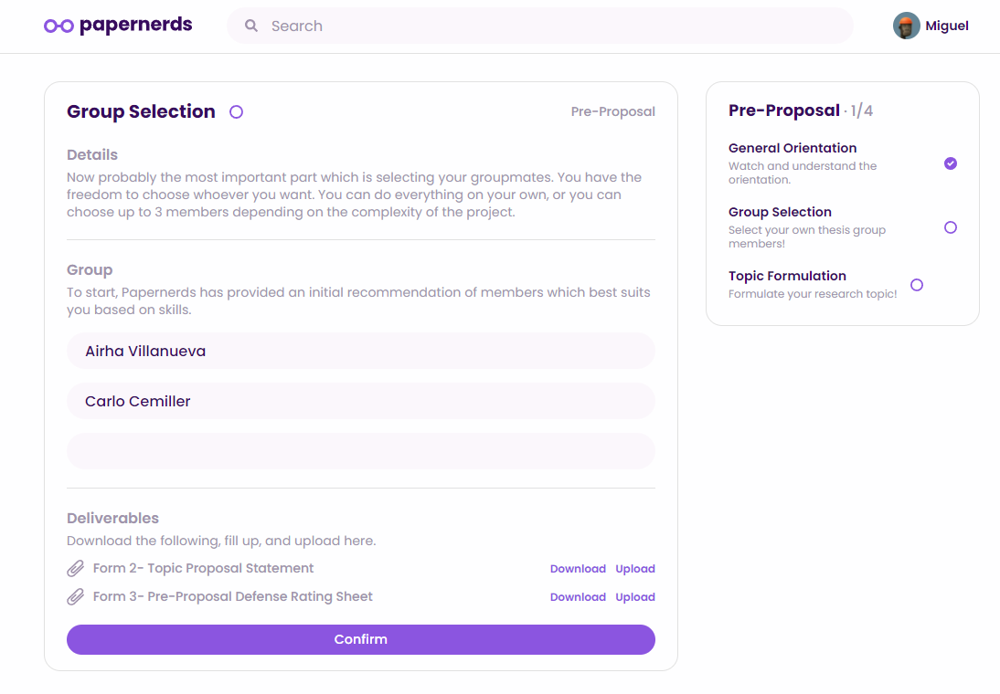 papernerds
Search
Miguel
Group Selection
Pre-Proposal
Details
Now probably the most important part which is selecting your groupmates. You have the
freedom to choose whoever you want. You can do everything on your own, or you can
choose up to 3 members depending on the complexity of the project.
Group
To start, Papernerds has provided an initial recommendation of members which best suits
you based on skills.
Airha Villanueva
Carlo Cemiller
Deliverables
Download the following, fill up, and upload here.
Form 2- Topic Proposal Statement
Download Upload
Form 3- Pre-Proposal Defense Rating Sheet
Download Upload
Confirm
Pre-Proposal · 1/4
General Orientation
Watch and understand the
orientation.
Group Selection
Select your own thesis group
members!
Topic Formulation
Formulate your research topic!